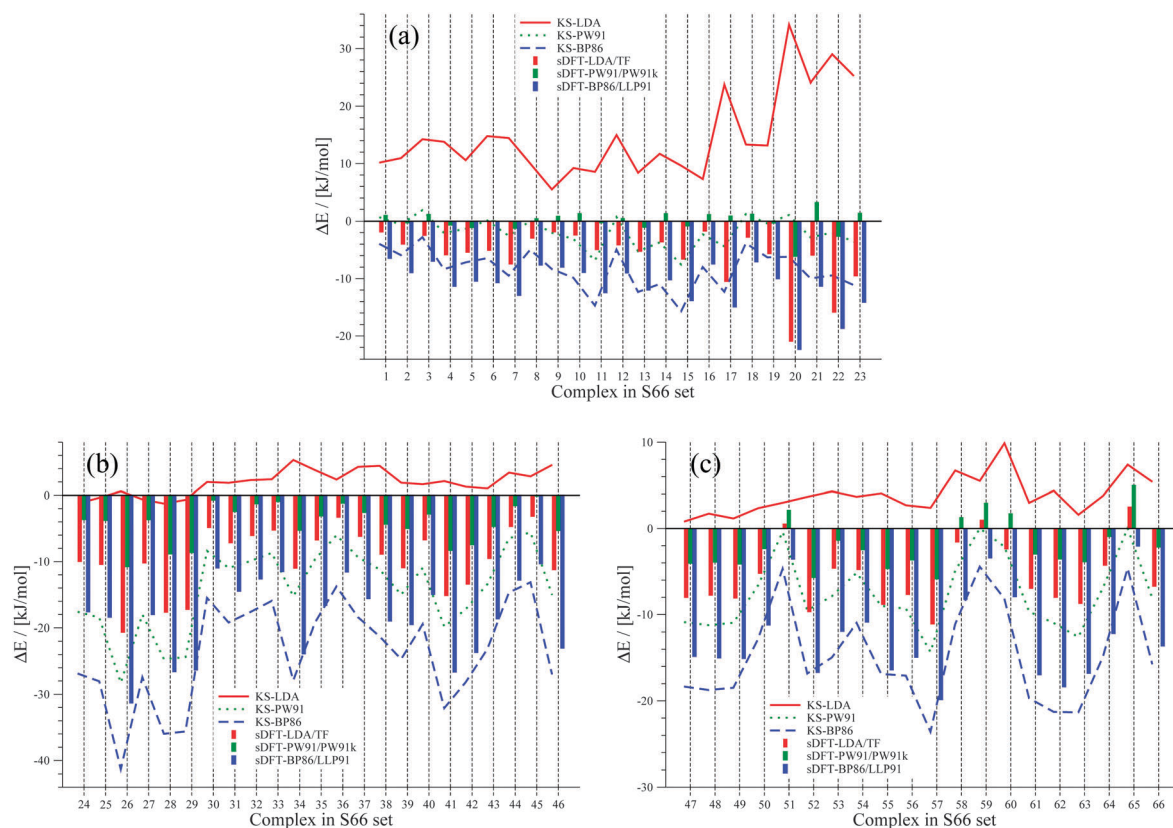 (a)
KS-LDA
KS-PW91
KS-BP86
sDFT-LDA/TF
sDFT-PW91/PW91k
sDFT-BP86/LLP91
ΔE / [kJ/mol]
30
20
10
0
-10
-20
1 2 3 4 5 6 7 8 9 10 11 12 13 14 15 16 17 18 19 20 21 22 23
Complex in S66 set
(b)
ΔE / [kJ/mol]
0
-10
-20
-30
-40
KS-LDA
KS-PW91
KS-BP86
sDFT-LDA/TF
sDFT-PW91/PW91k
sDFT-BP86/LLP91
24 25 26 27 28 29 30 31 32 33 34 35 36 37 38 39 40 41 42 43 44 45 46
Complex in S66 set
(c)
ΔE / [kJ/mol]
10
0
-10
-20
-30
KS-LDA
KS-PW91
KS-BP86
sDFT-LDA/TF
sDFT-PW91/PW91k
sDFT-BP86/LLP91
47 48 49 50 51 52 53 54 55 56 57 58 59 60 61 62 63 64 65 66
Complex in S66 set